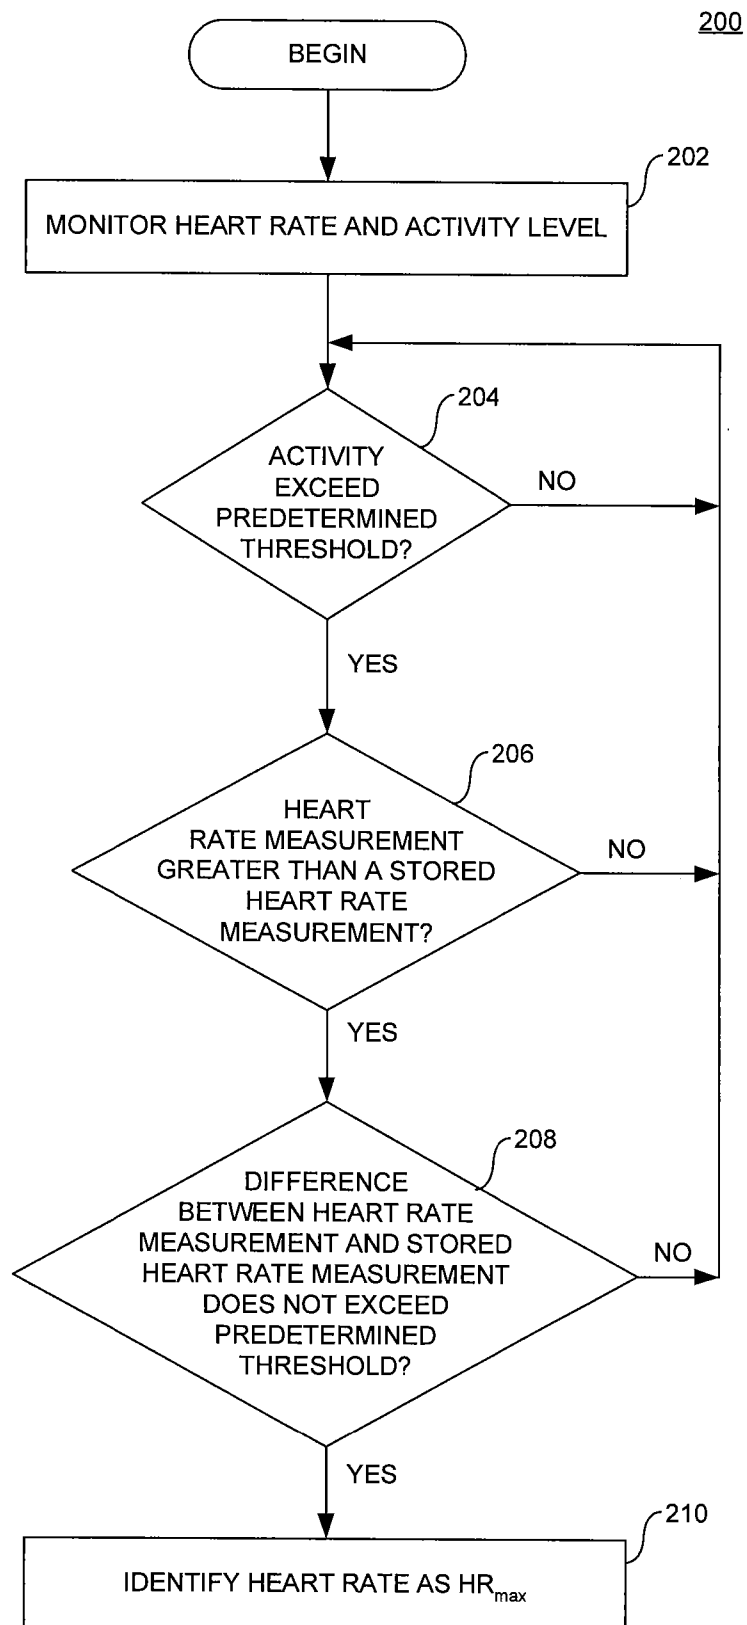 200
BEGIN
202
MONITOR HEART RATE AND ACTIVITY LEVEL
204
ACTIVITY
EXCEED
PREDETERMINED
THRESHOLD?
NO
YES
206
HEART
RATE MEASUREMENT
GREATER THAN A STORED
HEART RATE
MEASUREMENT?
NO
YES
208
DIFFERENCE
BETWEEN HEART RATE
MEASUREMENT AND STORED
HEART RATE MEASUREMENT
DOES NOT EXCEED
PREDETERMINED
THRESHOLD?
NO
YES
210
IDENTIFY HEART RATE AS HRmax